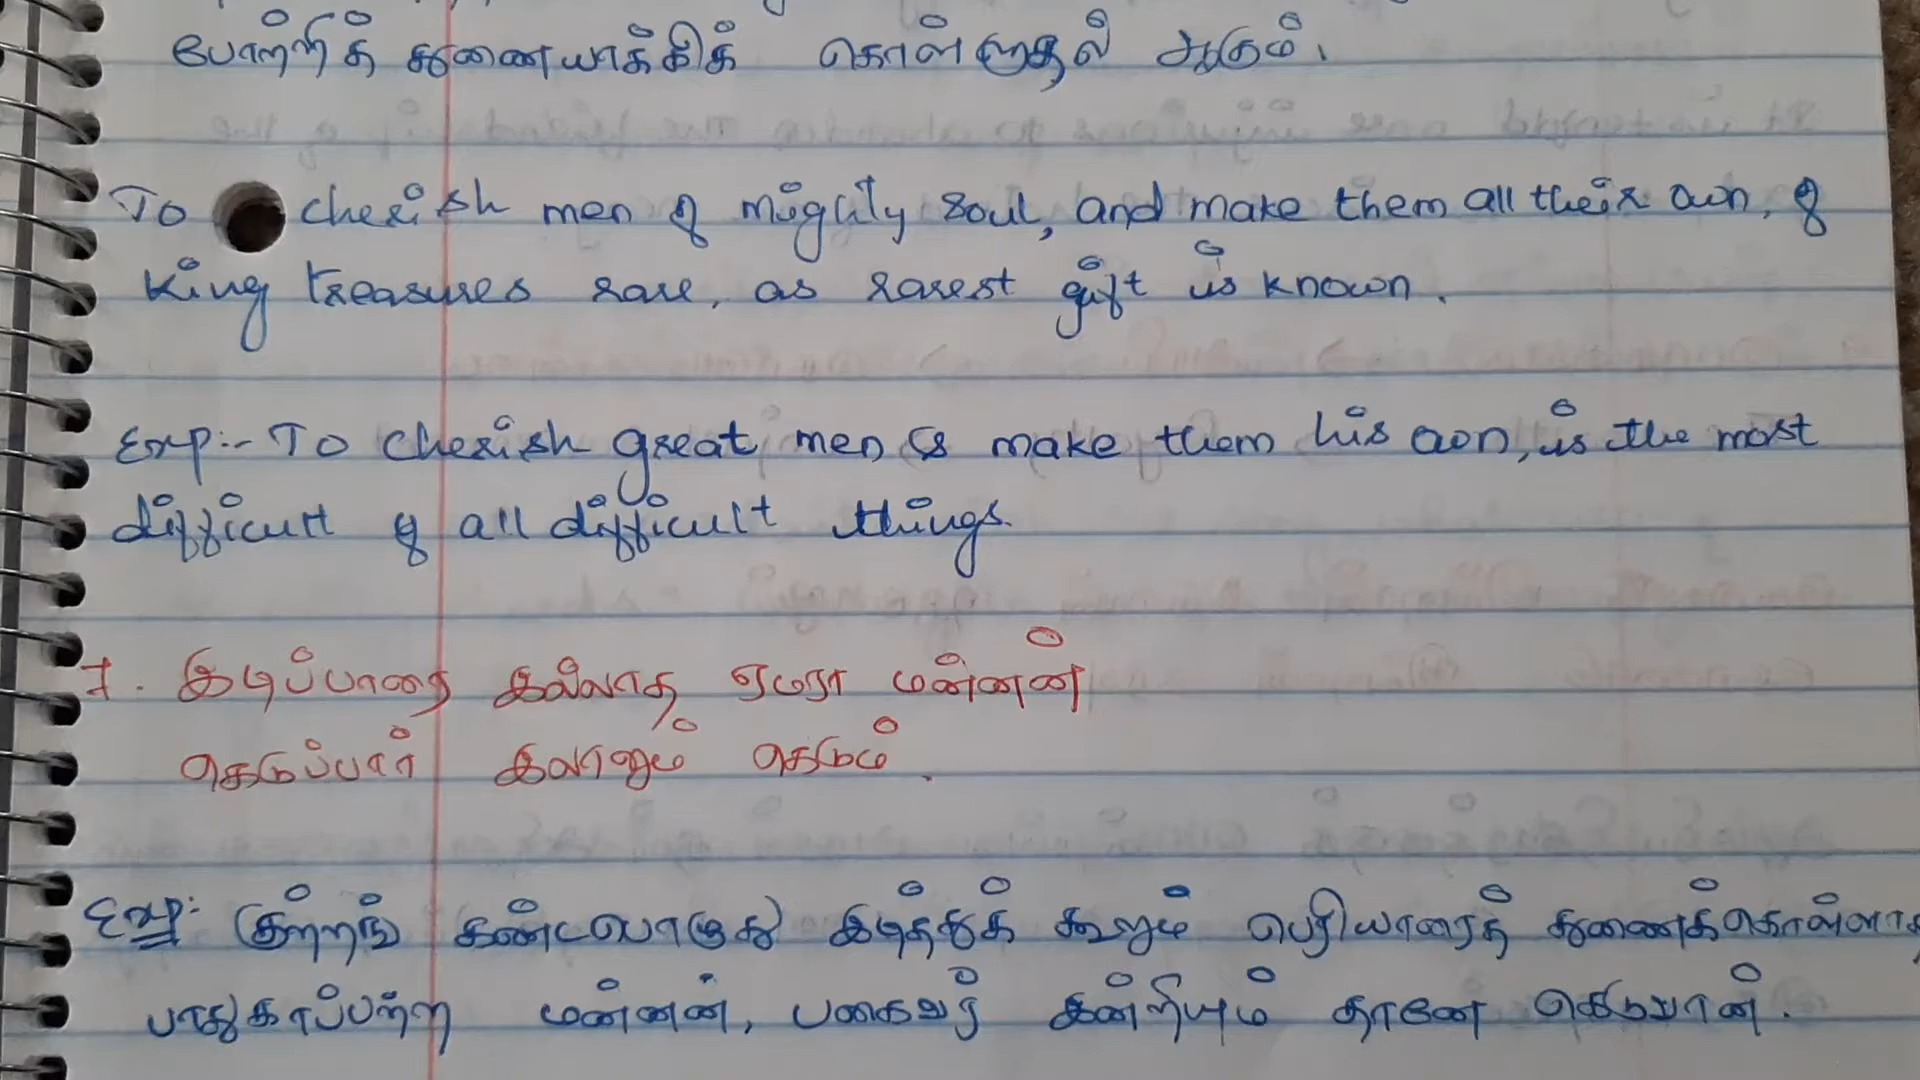 போற்றித் துணையாக்கிக் கொள்ளுதல் ஆகும்.
To cherish men of mighty soul, and make them all their own, of
King treasures rare, as rarest gift is known.
Exp:- To cherish great men & make them his own, is the most
difficult of all difficult things.
7. இடிப்பாரை இல்லாத ஏமரா மன்னன்
கெடுப்பார் இலானும் கெடும்.
Exp: (குற்றங் கண்டபொழுது) இடித்துக் கூறும் பெரியாரைத் துணைக்கொள்ளாத
பாதுகாப்பற்ற மன்னன், பகைவர் இன்றியும் தானே கெடுவான்.